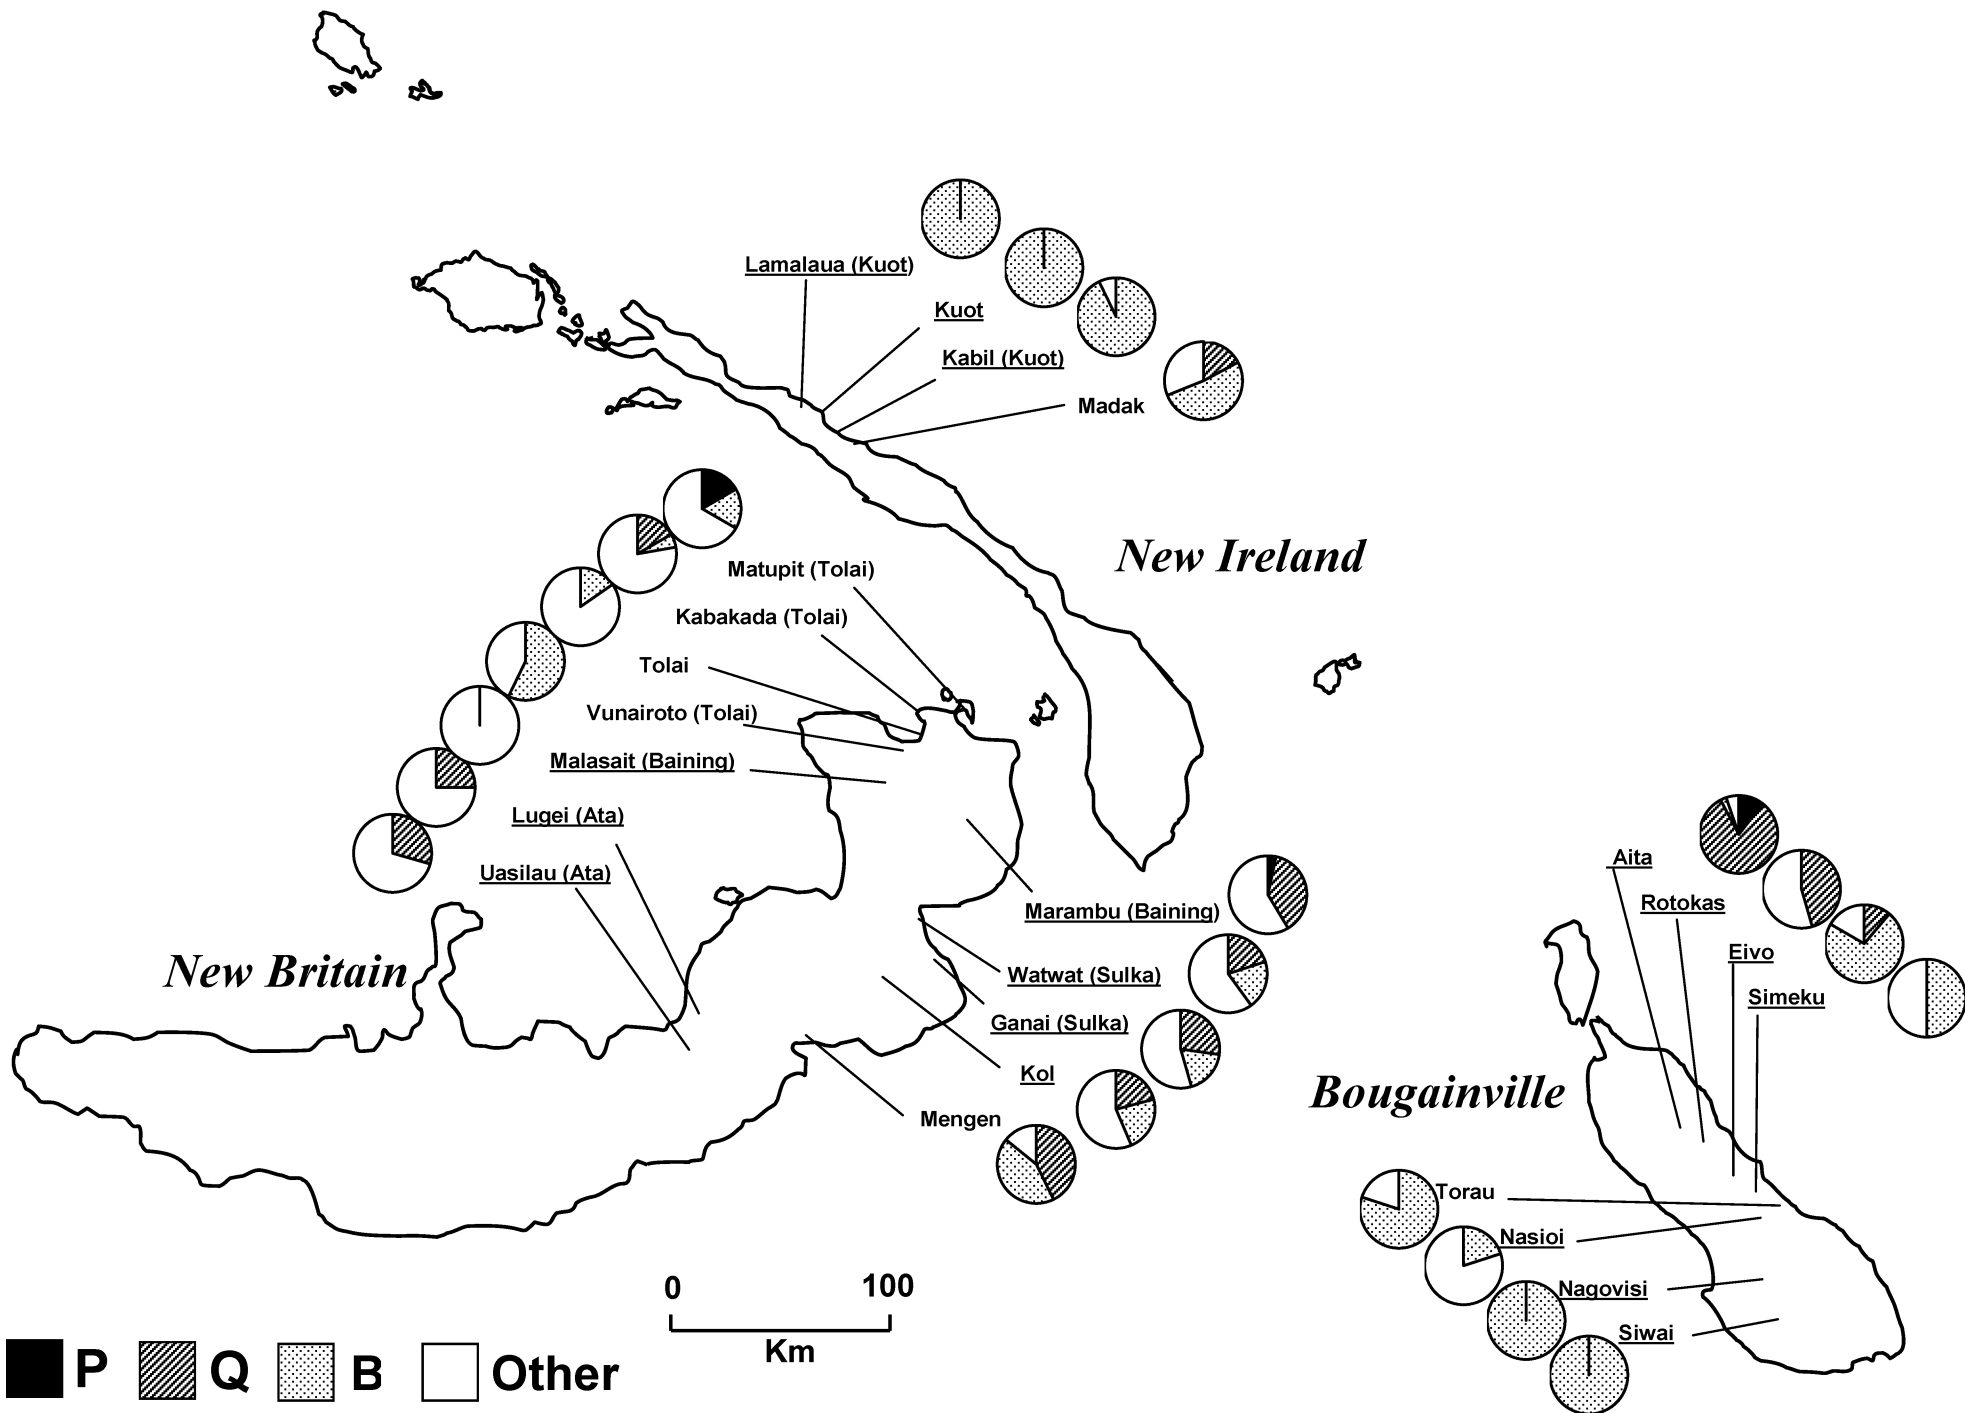 Lamalaua (Kuot)
Kuot
Kabil (Kuot)
Madak
New Ireland
Matupit (Tolai)
Kabakada (Tolai)
Tolai
Vunairoto (Tolai)
Malasait (Baining)
Lugei (Ata)
Uasilau (Ata)
New Britain
Marambu (Baining)
Watwat (Sulka)
Ganai (Sulka)
Kol
Mengen
Aita
Rotokas
Eivo
Simeku
Bougainville
Torau
Nasioi
Nagovisi
Siwai
0 100
Km
P Q B Other